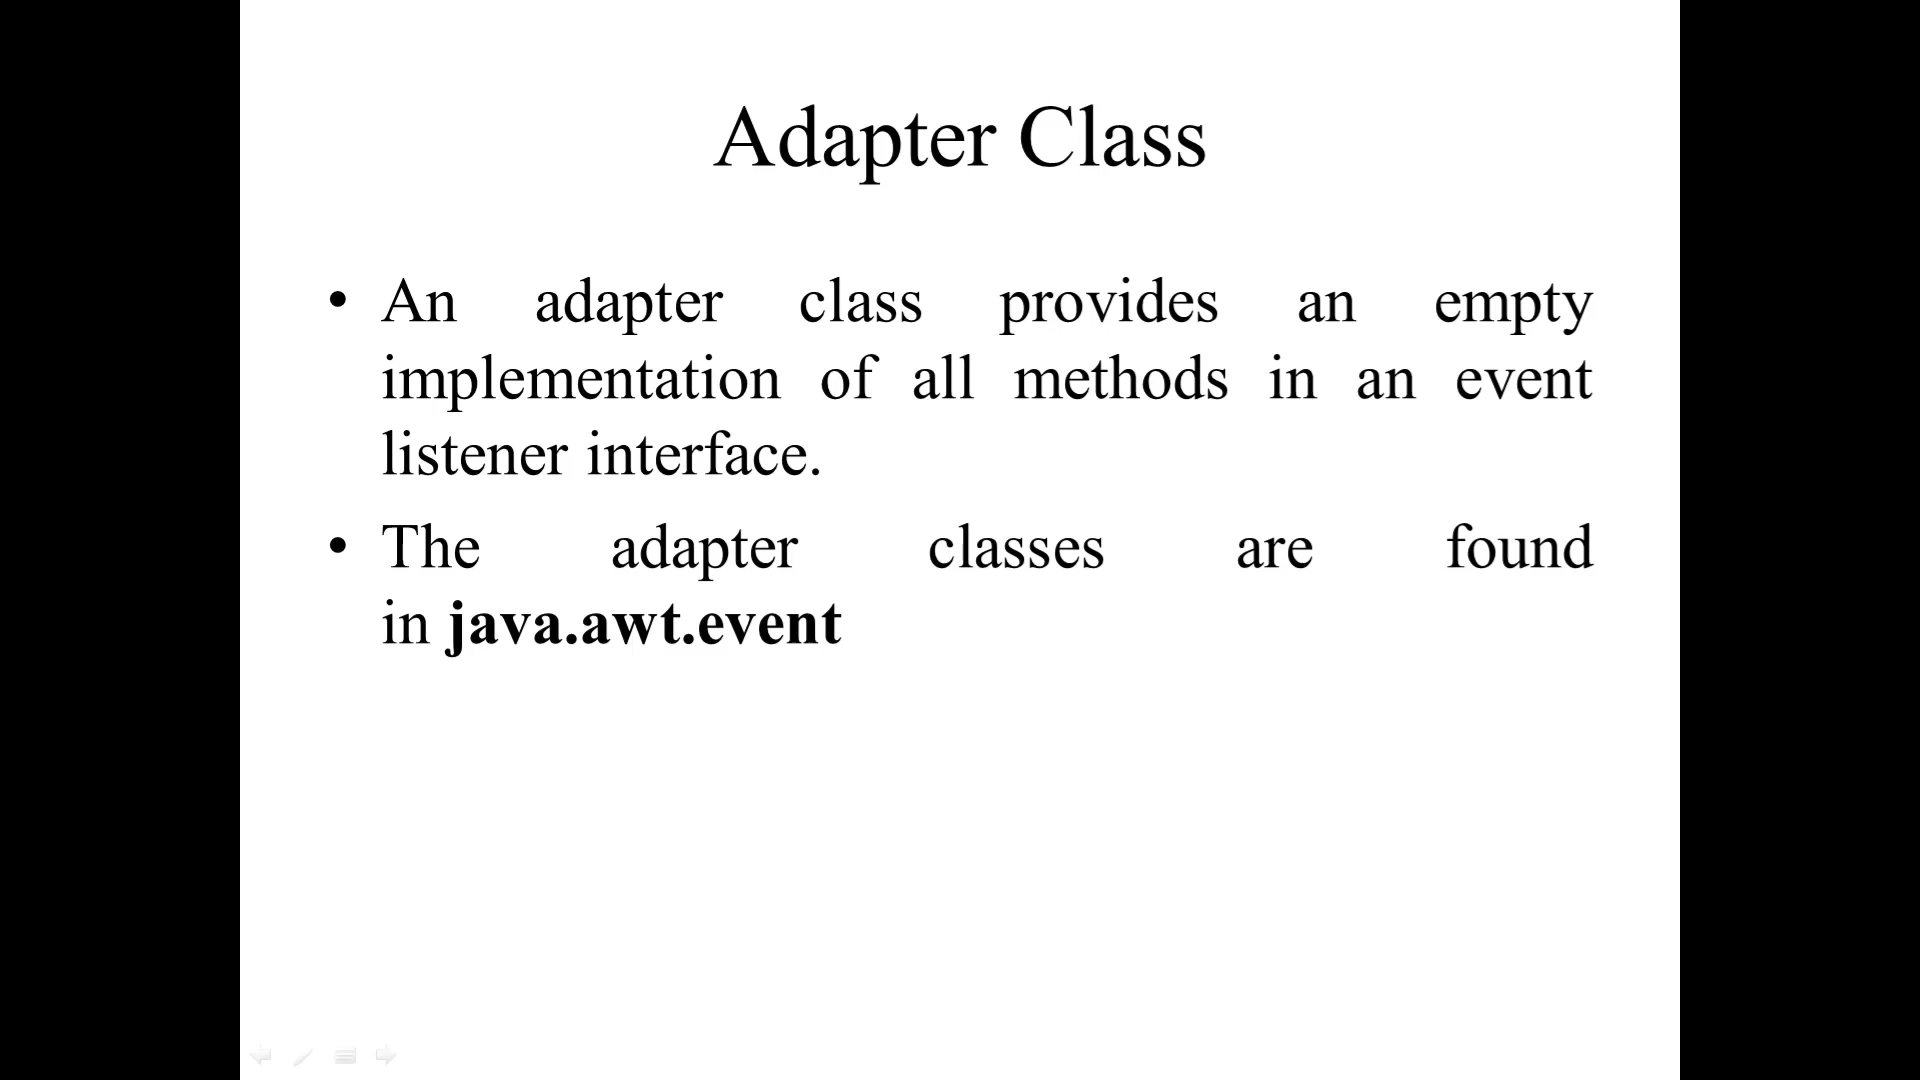 Adapter Class
• An adapter class provides an empty
implementation of all methods in an event
listener interface.
• The adapter classes are found
in java.awt.event